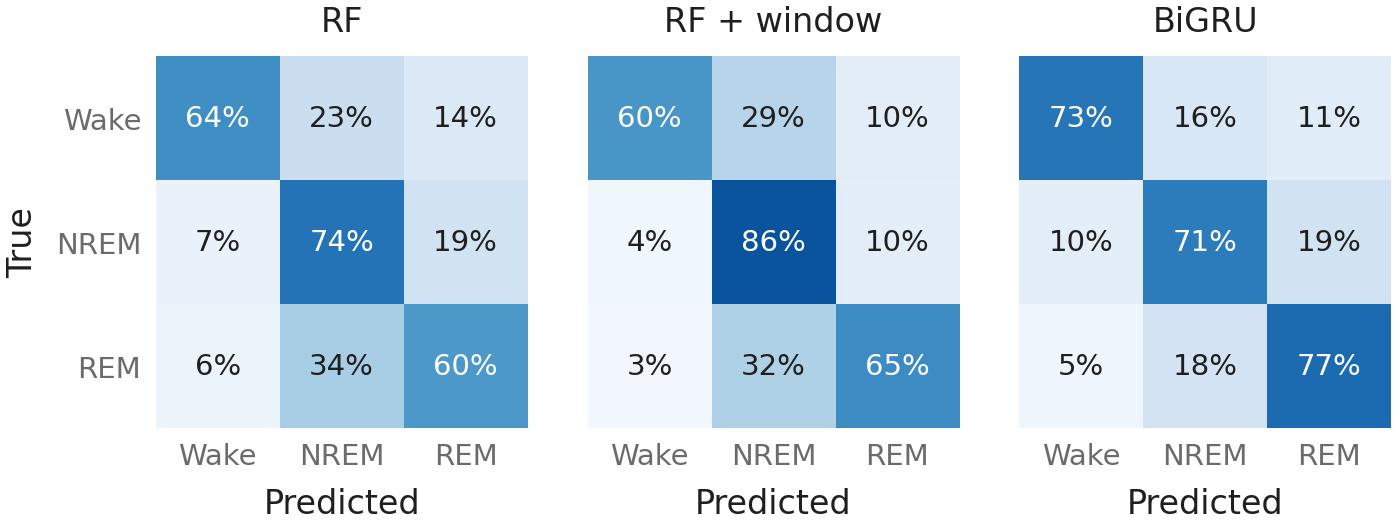 RF RF + window BiGRU
Wake 64% 23% 14% 60% 29% 10% 73% 16% 11%
True
NREM 7% 74% 19% 4% 86% 10% 10% 71% 19%
REM 6% 34% 60% 3% 32% 65% 5% 18% 77%
Wake NREM REM Wake NREM REM Wake NREM REM
Predicted Predicted Predicted